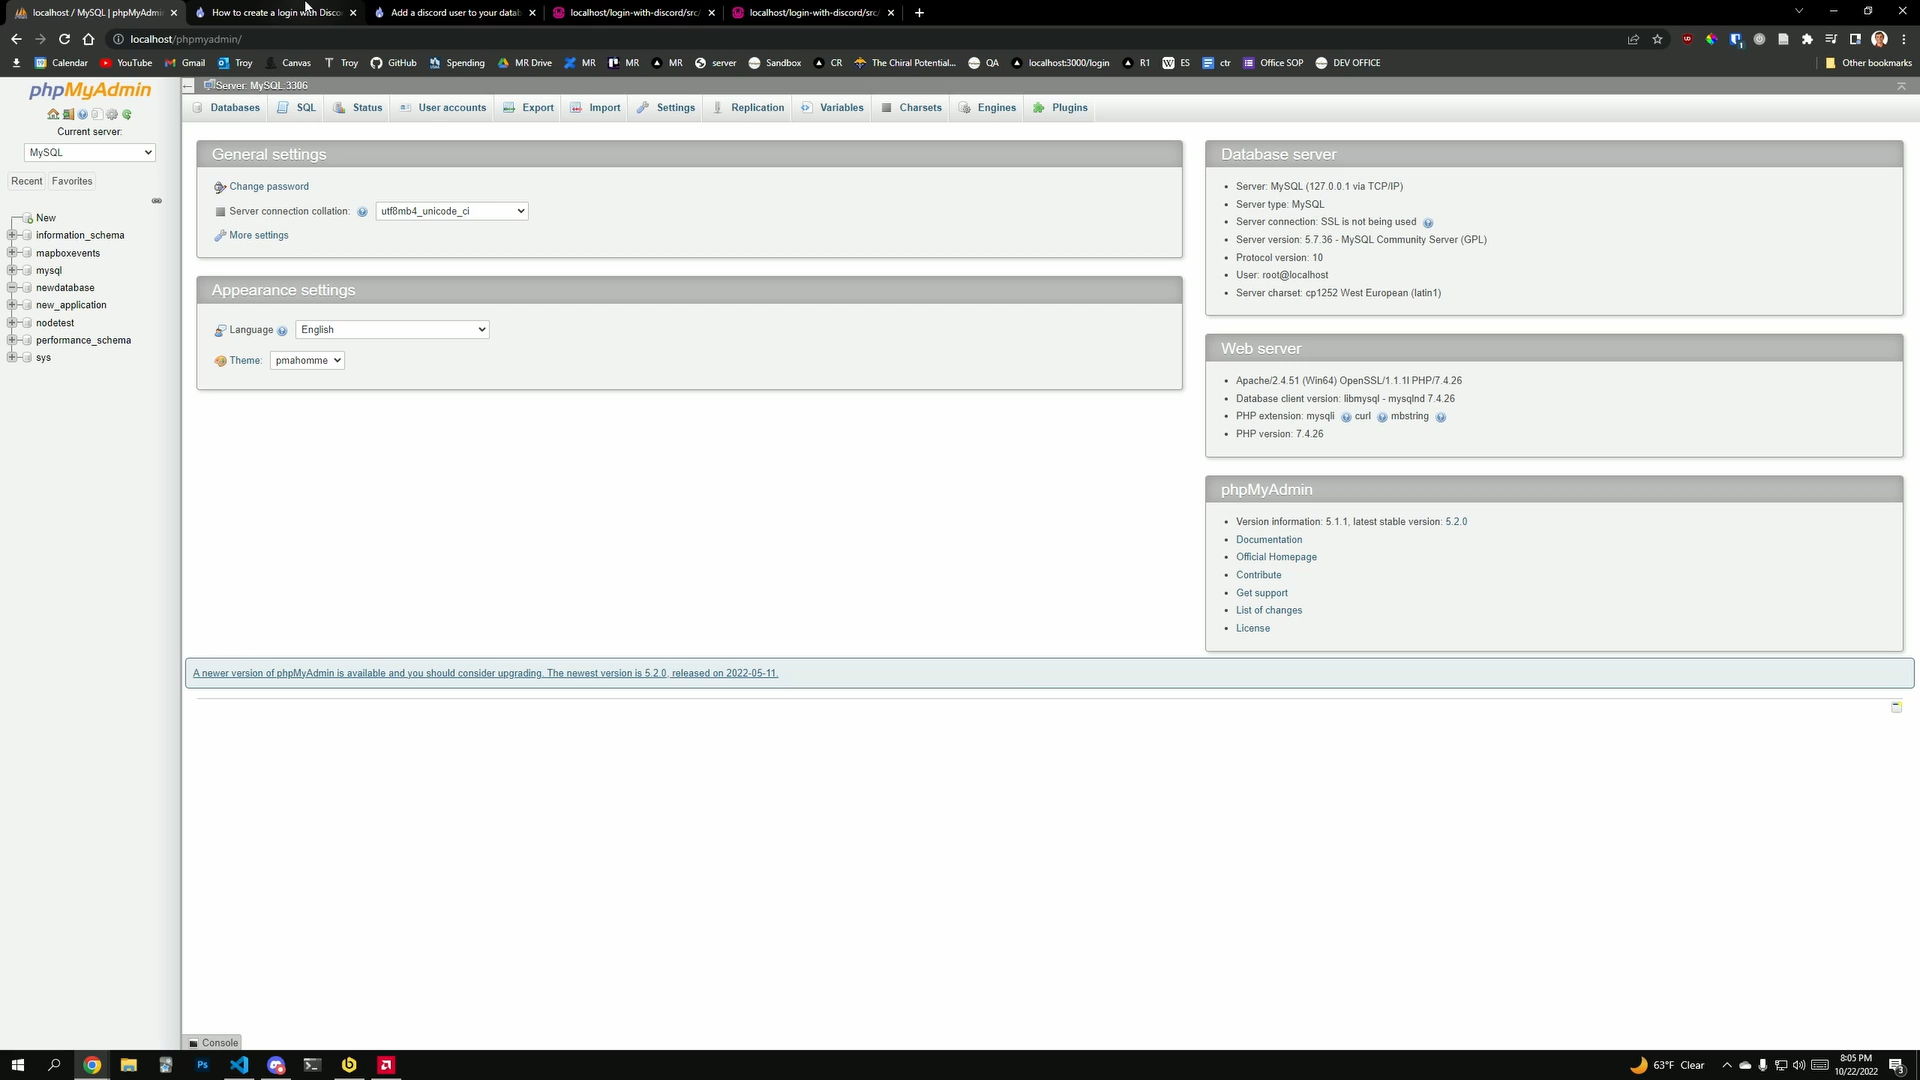 localhost / MySQL | phpMyAdmin
How to create a login with Disco
Add a discord user to your datab
localhost/login-with-discord/src/
localhost/login-with-discord/src/
localhost/phpmyadmin/
Calendar
YouTube
Gmail
Troy
Canvas
Troy
GitHub
Spending
MR Drive
MR
MR
MR
server
Sandbox
CR
The Chiral Potential...
QA
localhost:3000/login
R1
ES
ctr
Office SOP
DEV OFFICE
Other bookmarks
phpMyAdmin
Current server:
MySQL
Recent
Favorites
New
information_schema
mapboxevents
mysql
newdatabase
new_application
nodetest
performance_schema
sys
Server: MySQL:3306
Databases
SQL
Status
User accounts
Export
Import
Settings
Replication
Variables
Charsets
Engines
Plugins
General settings
Change password
Server connection collation:
utf8mb4_unicode_ci
More settings
Appearance settings
Language
English
Theme:
pmahomme
Database server
Server: MySQL (127.0.0.1 via TCP/IP)
Server type: MySQL
Server connection: SSL is not being used
Server version: 5.7.36 - MySQL Community Server (GPL)
Protocol version: 10
User: root@localhost
Server charset: cp1252 West European (latin1)
Web server
Apache/2.4.51 (Win64) OpenSSL/1.1.1l PHP/7.4.26
Database client version: libmysql - mysqlnd 7.4.26
PHP extension: mysqli curl mbstring
PHP version: 7.4.26
phpMyAdmin
Version information: 5.1.1, latest stable version: 5.2.0
Documentation
Official Homepage
Contribute
Get support
List of changes
License
A newer version of phpMyAdmin is available and you should consider upgrading. The newest version is 5.2.0, released on 2022-05-11.
Console
63°F Clear
8:05 PM
10/22/2022